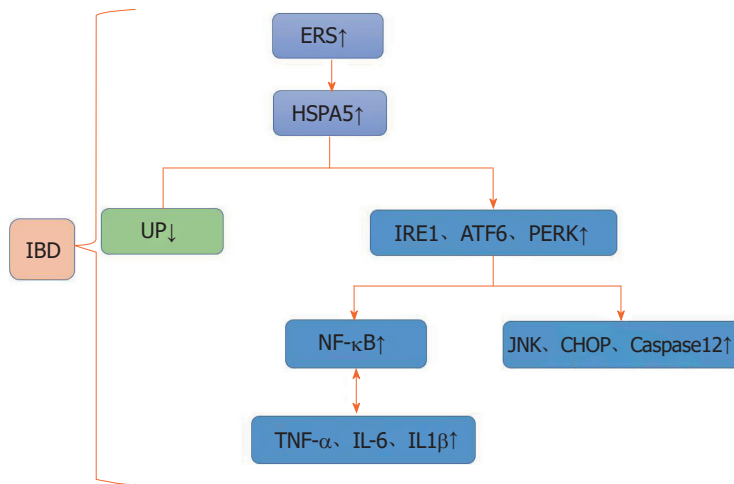 ERS↑
HSPA5↑
IBD
UP↓
IRE1、ATF6、PERK↑
NF-κB↑
JNK、CHOP、Caspase12↑
TNF-α、IL-6、IL1β↑